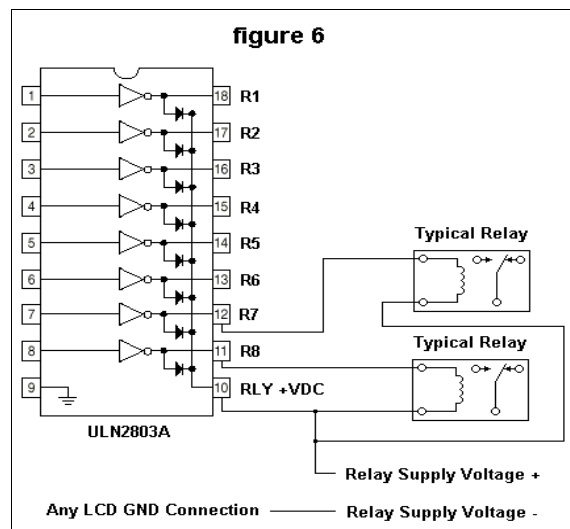 figure 6
1 18 R1
2 17 R2
3 16 R3
4 15 R4
5 14 R5
6 13 R6
7 12 R7
8 11 R8
9 10 RLY +VDC
ULN2803A
Typical Relay
Typical Relay
Relay Supply Voltage +
Any LCD GND Connection Relay Supply Voltage -